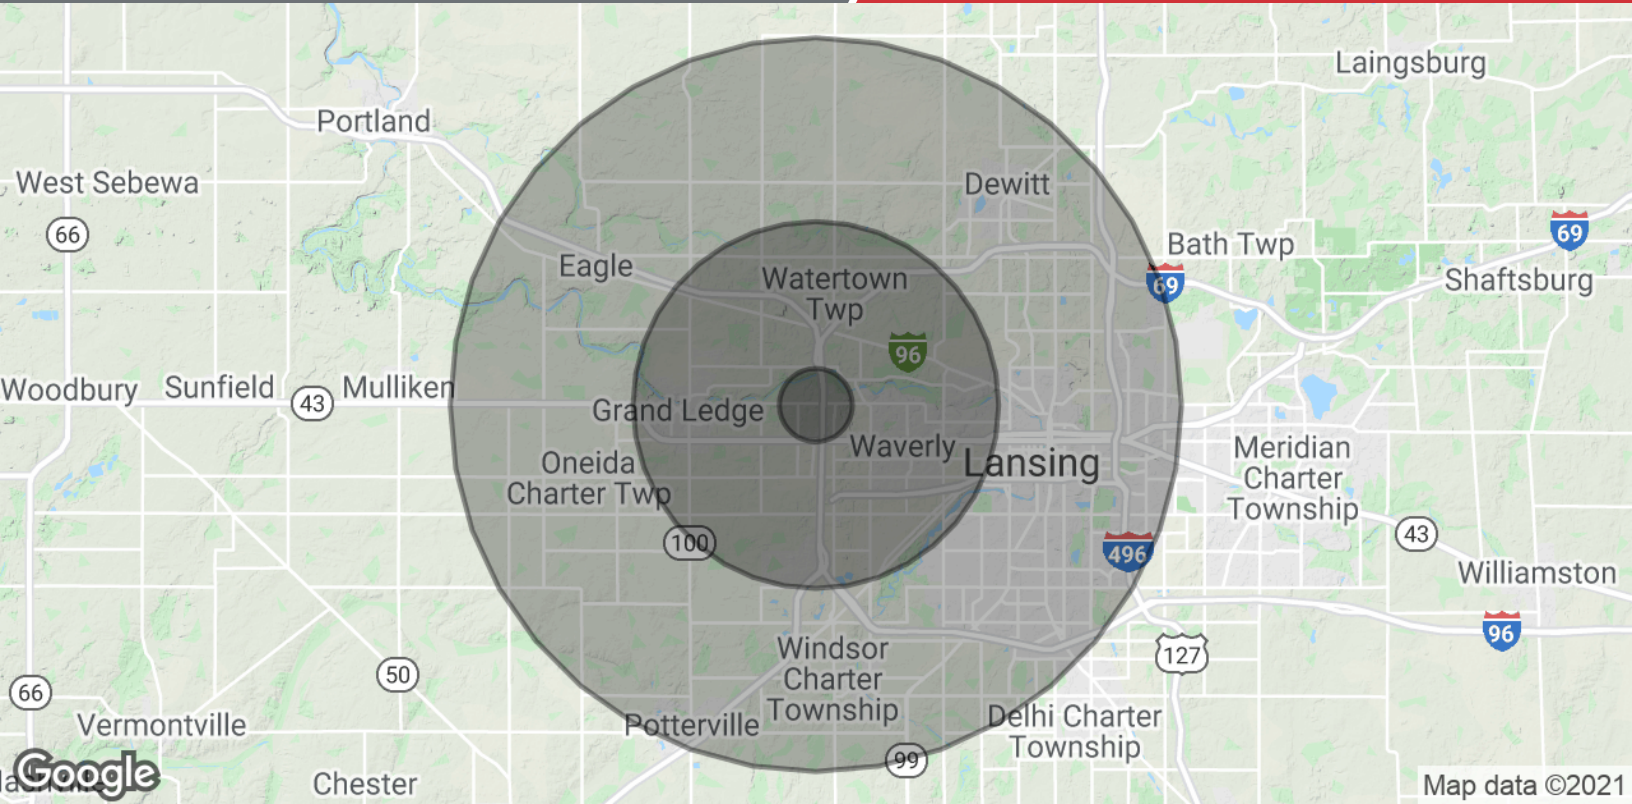 Laingsburg
Portland
West Sebewa
Dewitt
66
69
Bath Twp
Eagle
Watertown
Twp
69
Shaftsburg
96
Woodbury
Sunfield
43
Mulliken
Grand Ledge
Waverly
Lansing
Meridian
Charter
Township
Oneida
Charter Twp
100
43
496
Williamston
96
Windsor
Charter
Township
127
50
66
Vermontville
Potterville
Delhi Charter
Township
99
Google
Chester
Map data ©2021